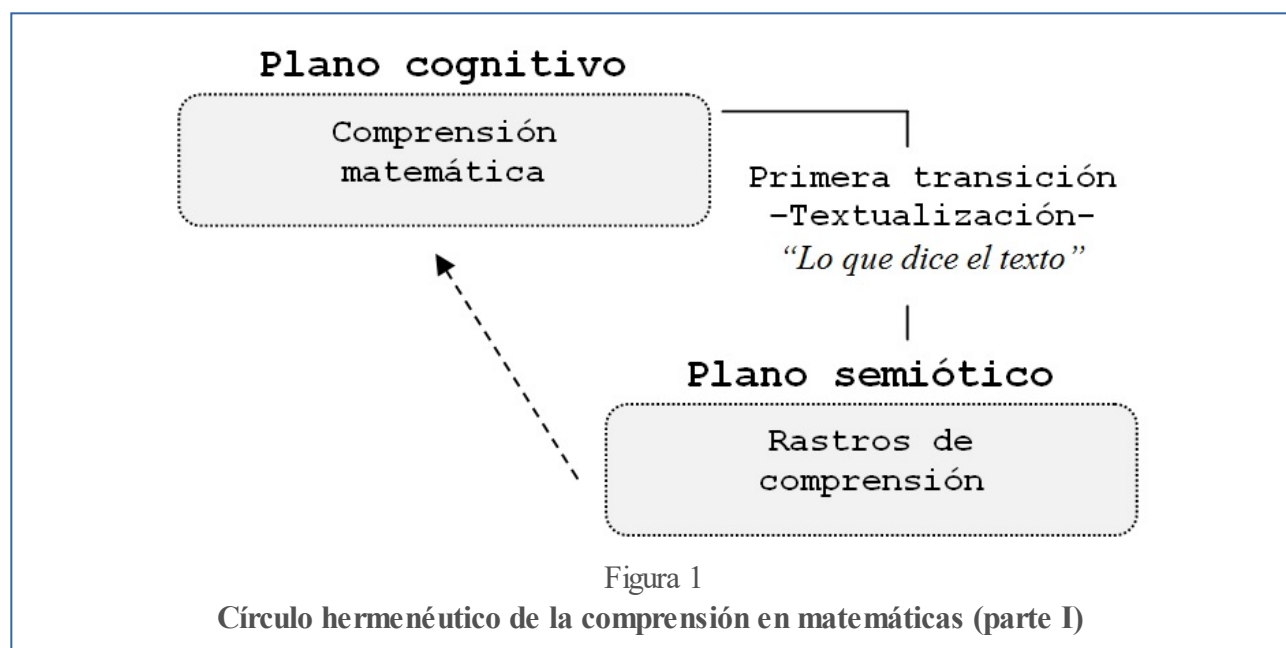 Plano cognitivo
Comprensión
matemática
Primera transición
–Textualización–
“Lo que dice el texto”
Plano semiótico
Rastros de
comprensión
Figura 1
Círculo hermenéutico de la comprensión en matemáticas (parte I)